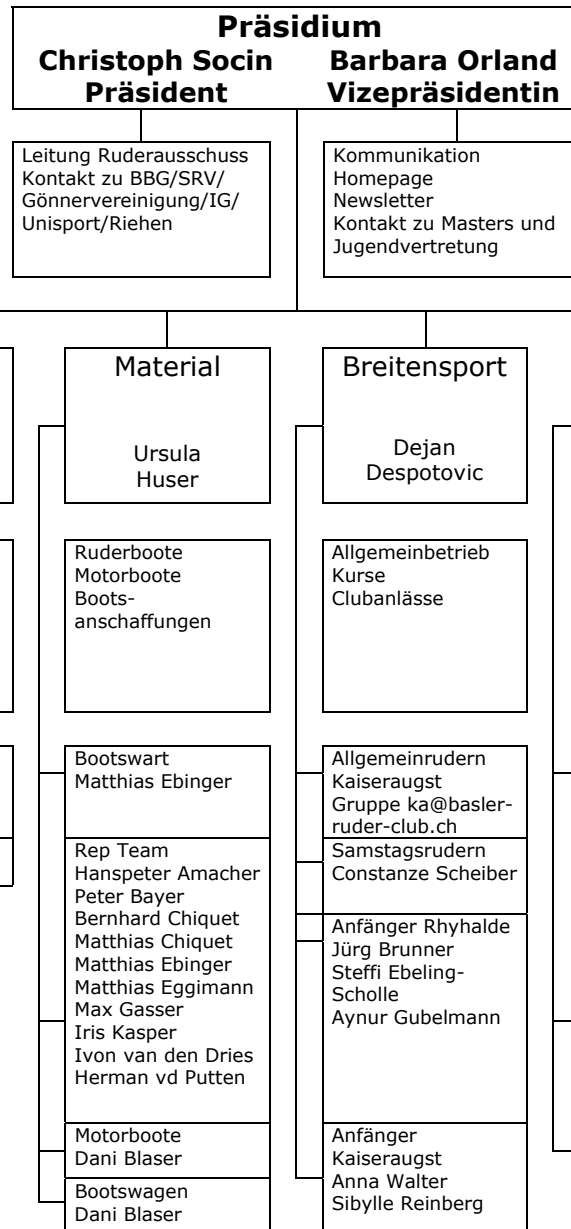 Präsidium
Christoph Socin
Präsident
Barbara Orland
Vizepräsidentin
Leitung Ruderausschuss
Kontakt zu BBG/SRV/
Gönnervereinigung/IG/
Unisport/Riehen
Kommunikation
Homepage
Newsletter
Kontakt zu Masters und
Jugendvertretung
Material
Ursula
Huser
Ruderboote
Motorboote
Boots-
anschaffungen
Bootswart
Matthias Ebinger
Rep Team
Hanspeter Amacher
Peter Bayer
Bernhard Chiquet
Matthias Chiquet
Matthias Ebinger
Matthias Eggimann
Max Gasser
Iris Kasper
Ivon van den Dries
Herman vd Putten
Motorboote
Dani Blaser
Bootswagen
Dani Blaser
Breitensport
Dejan
Despotovic
Allgemeinbetrieb
Kurse
Clubanlässe
Allgemeinrudern
Kaiseraugst
Gruppe ka@basler-
ruder-club.ch
Samstagsrudern
Constanze Scheiber
Anfänger Rhyhalde
Jürg Brunner
Steffi Ebeling-
Scholle
Aynur Gubelmann
Anfänger
Kaiseraugst
Anna Walter
Sibylle Reinberg